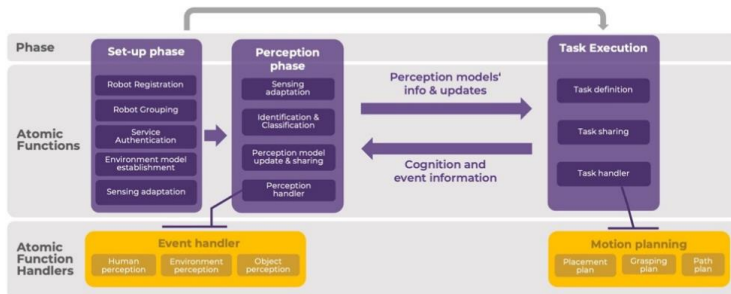 Phase
Set-up phase
Perception
phase
Task Execution
Atomic
Functions
Robot Registration
Robot Grouping
Service
Authentication
Environment model
establishment
Sensing adaptation
Sensing
adaptation
Identification &
Classification
Perception model
update & sharing
Perception
handler
Perception models'
info & updates
Cognition and
event information
Task definition
Task sharing
Task handler
Atomic
Function
Handlers
Event handler
Human
perception
Environment
perception
Object
perception
Motion planning
Placement
plan
Grasping
plan
Path
plan